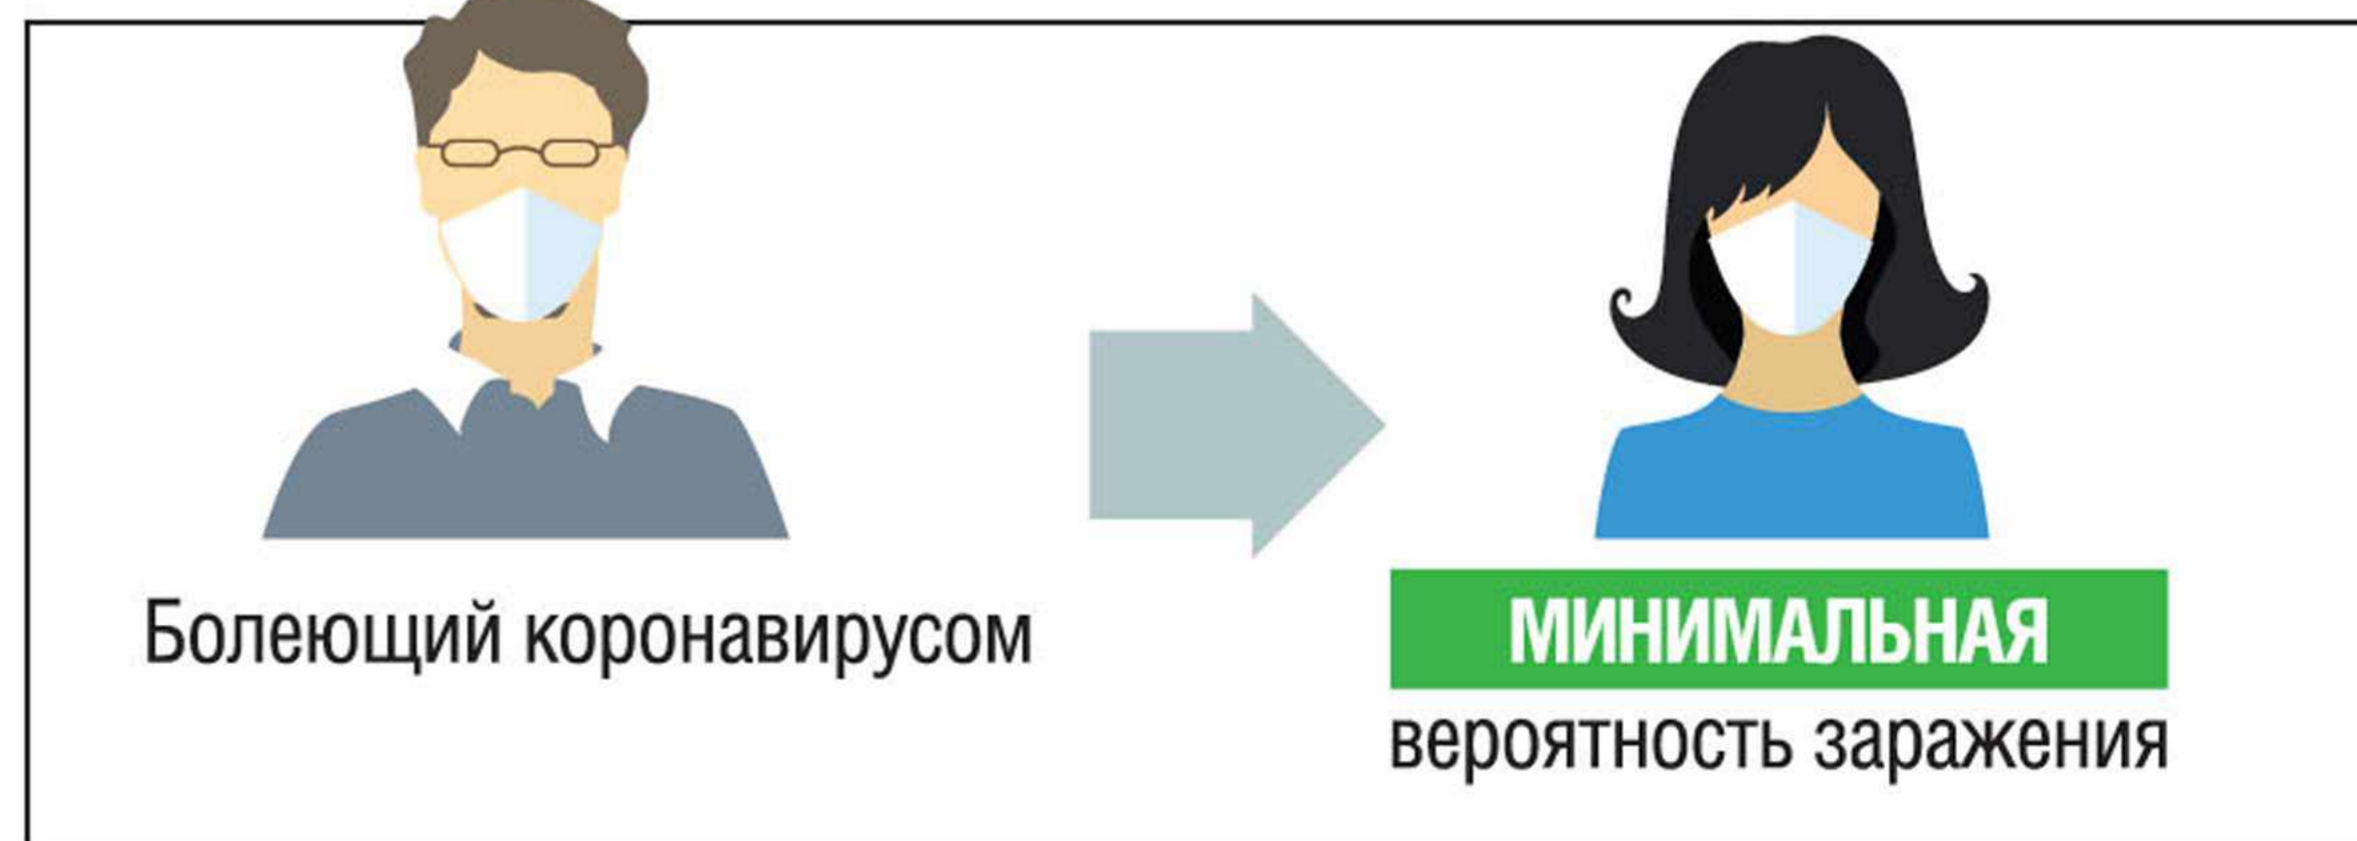 Болеющий коронавирусом
МИНИМАЛЬНАЯ
вероятность заражения